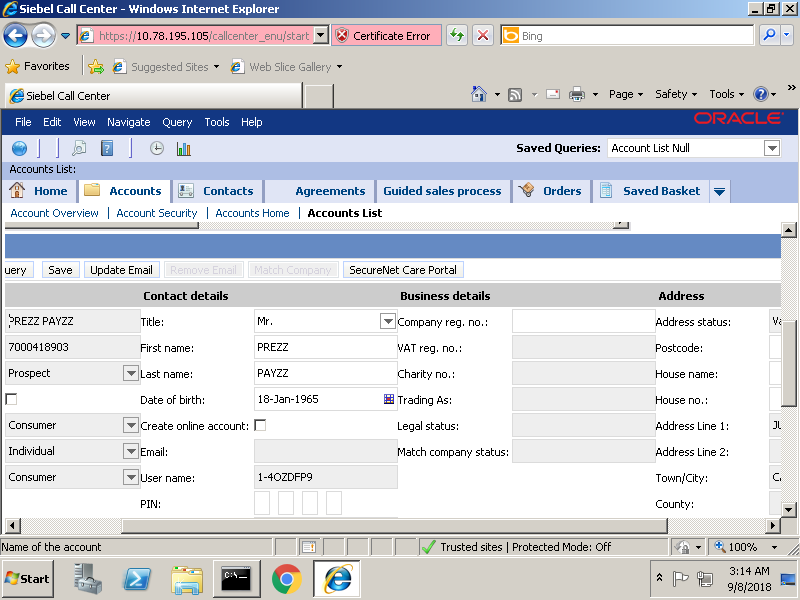 Siebel Call Center - Windows Internet Explorer
https://10.78.195.105/callcenter_enu/start
Certificate Error
Bing
Favorites
Suggested Sites
Web Slice Gallery
Siebel Call Center
Page
Safety
Tools
»
File Edit View Navigate Query Tools Help
ORACLE
Saved Queries: Account List Null
Accounts List:
Home Accounts Contacts Agreements Guided sales process Orders Saved Basket
Account Overview | Account Security | Accounts Home | Accounts List
uery Save Update Email Remove Email Match Company SecureNet Care Portal
Contact details Business details Address
PREZZ PAYZZ Title: Mr. Company reg. no.: Address status: Va
7000418903 First name: PREZZ VAT reg. no.: Postcode:
Prospect Last name: PAYZZ Charity no.: House name:
Date of birth: 18-Jan-1965 Trading As: House no.:
Consumer Create online account: Legal status: Address Line 1: JU
Individual Email: Match company status: Address Line 2:
Consumer User name: 1-4OZDFP9 Town/City: Ca
PIN: County:
Name of the account Trusted sites | Protected Mode: Off 100%
Start C:\. 3:14 AM
9/8/2018